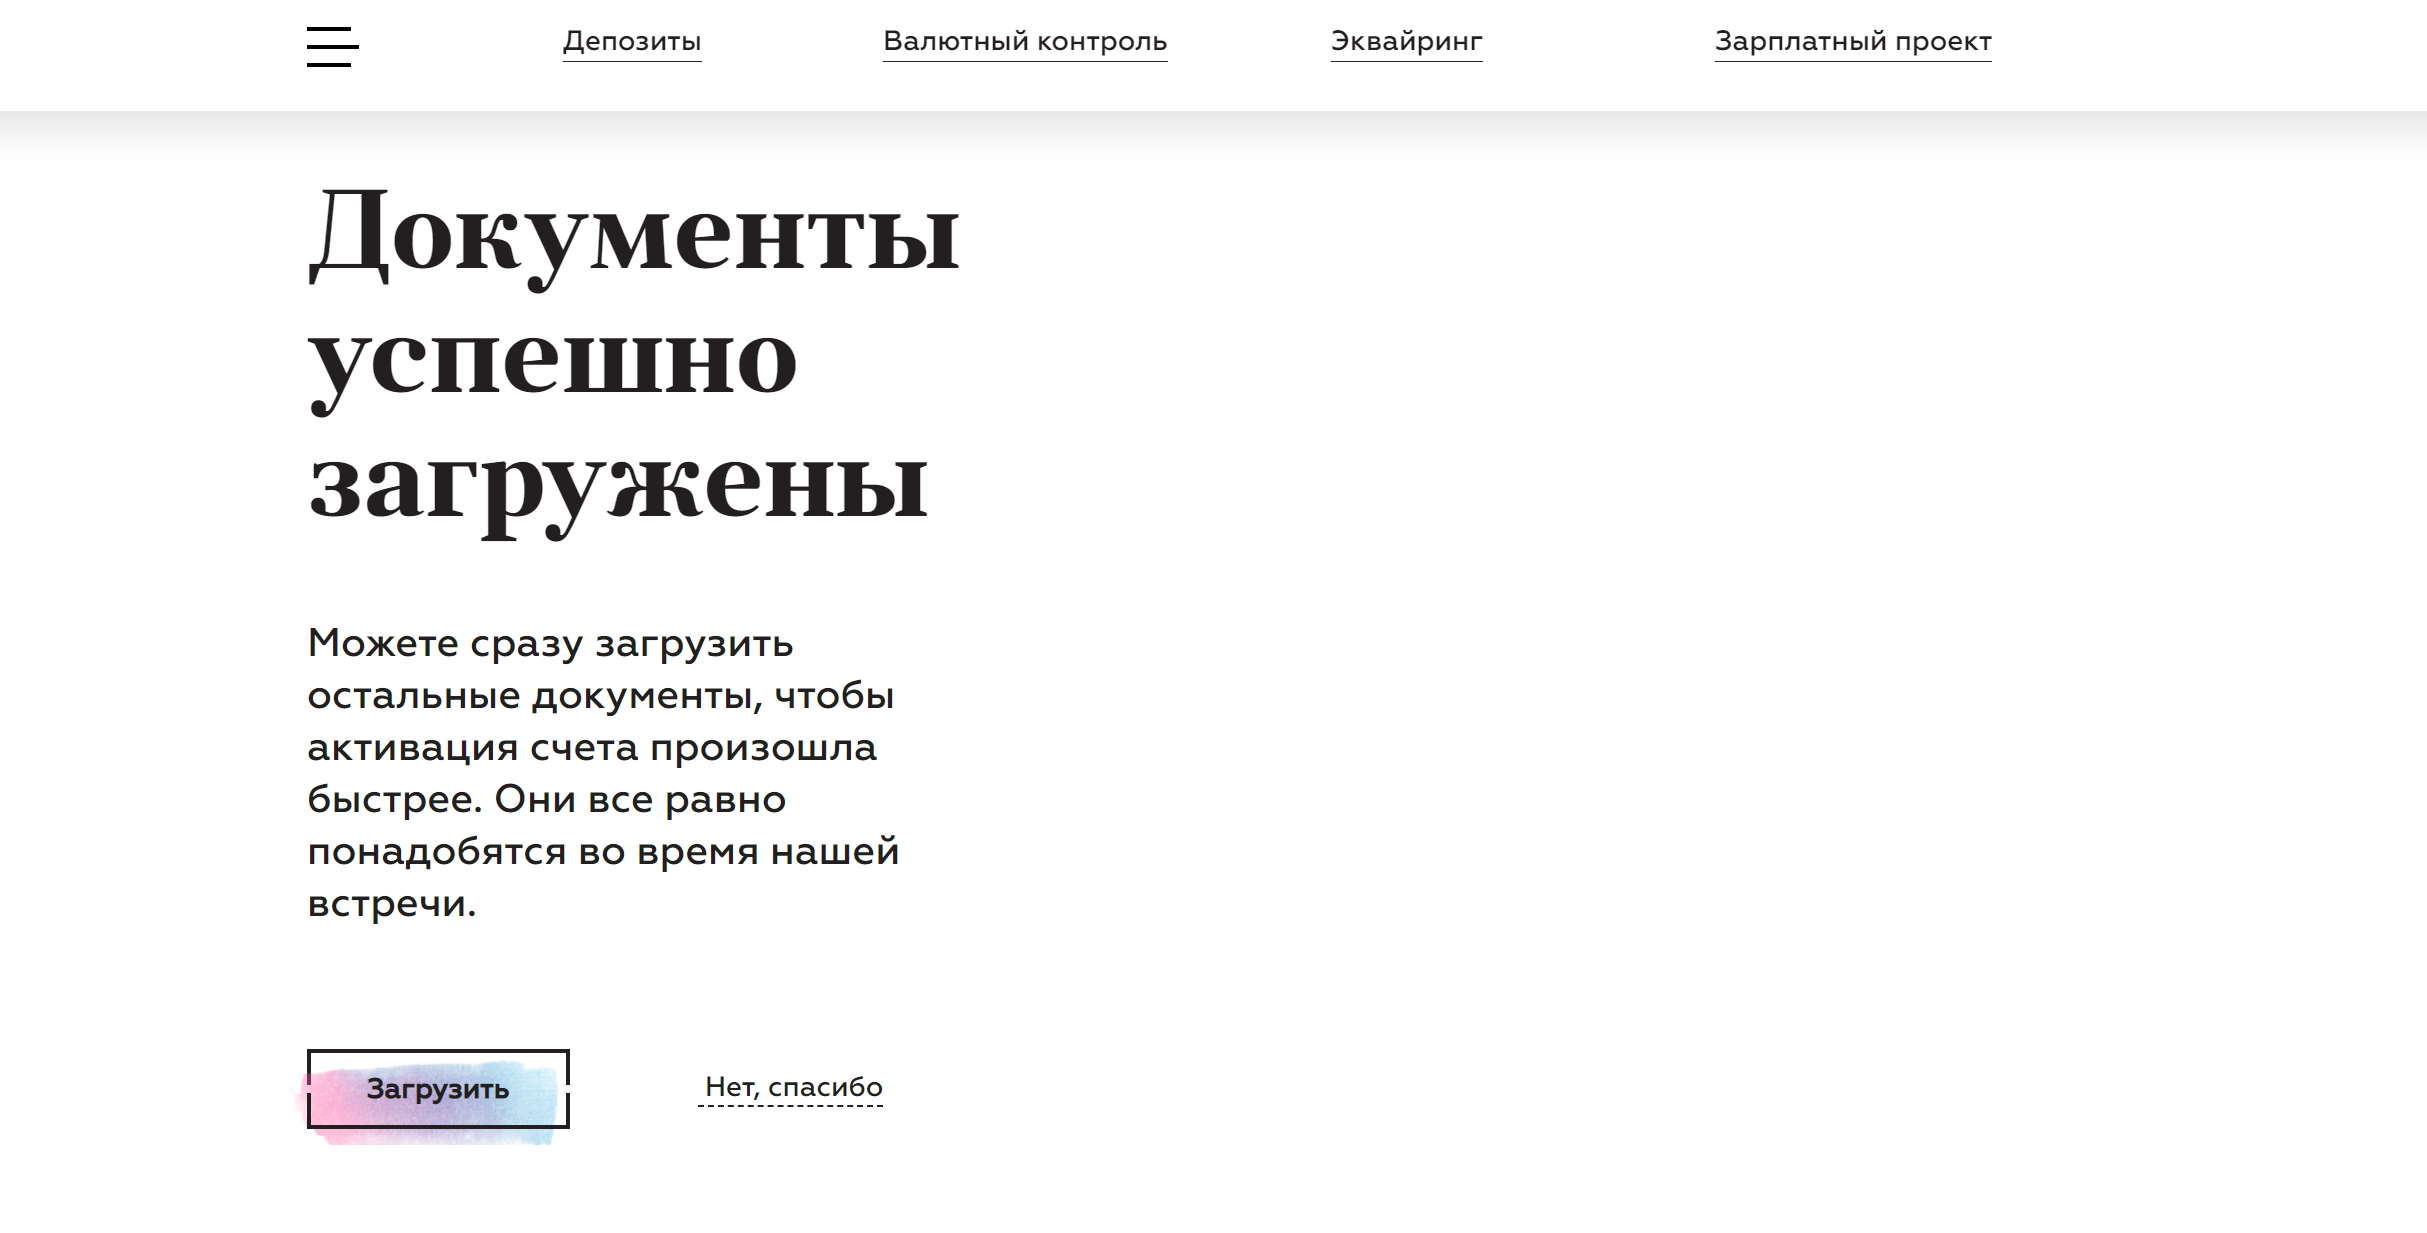 Депозиты Валютный контроль Эквайринг Зарплатный проект
Документы
успешно
загружены
Можете сразу загрузить
остальные документы, чтобы
активация счета произошла
быстрее. Они все равно
понадобятся во время нашей
встречи.
Загрузить Нет, спасибо